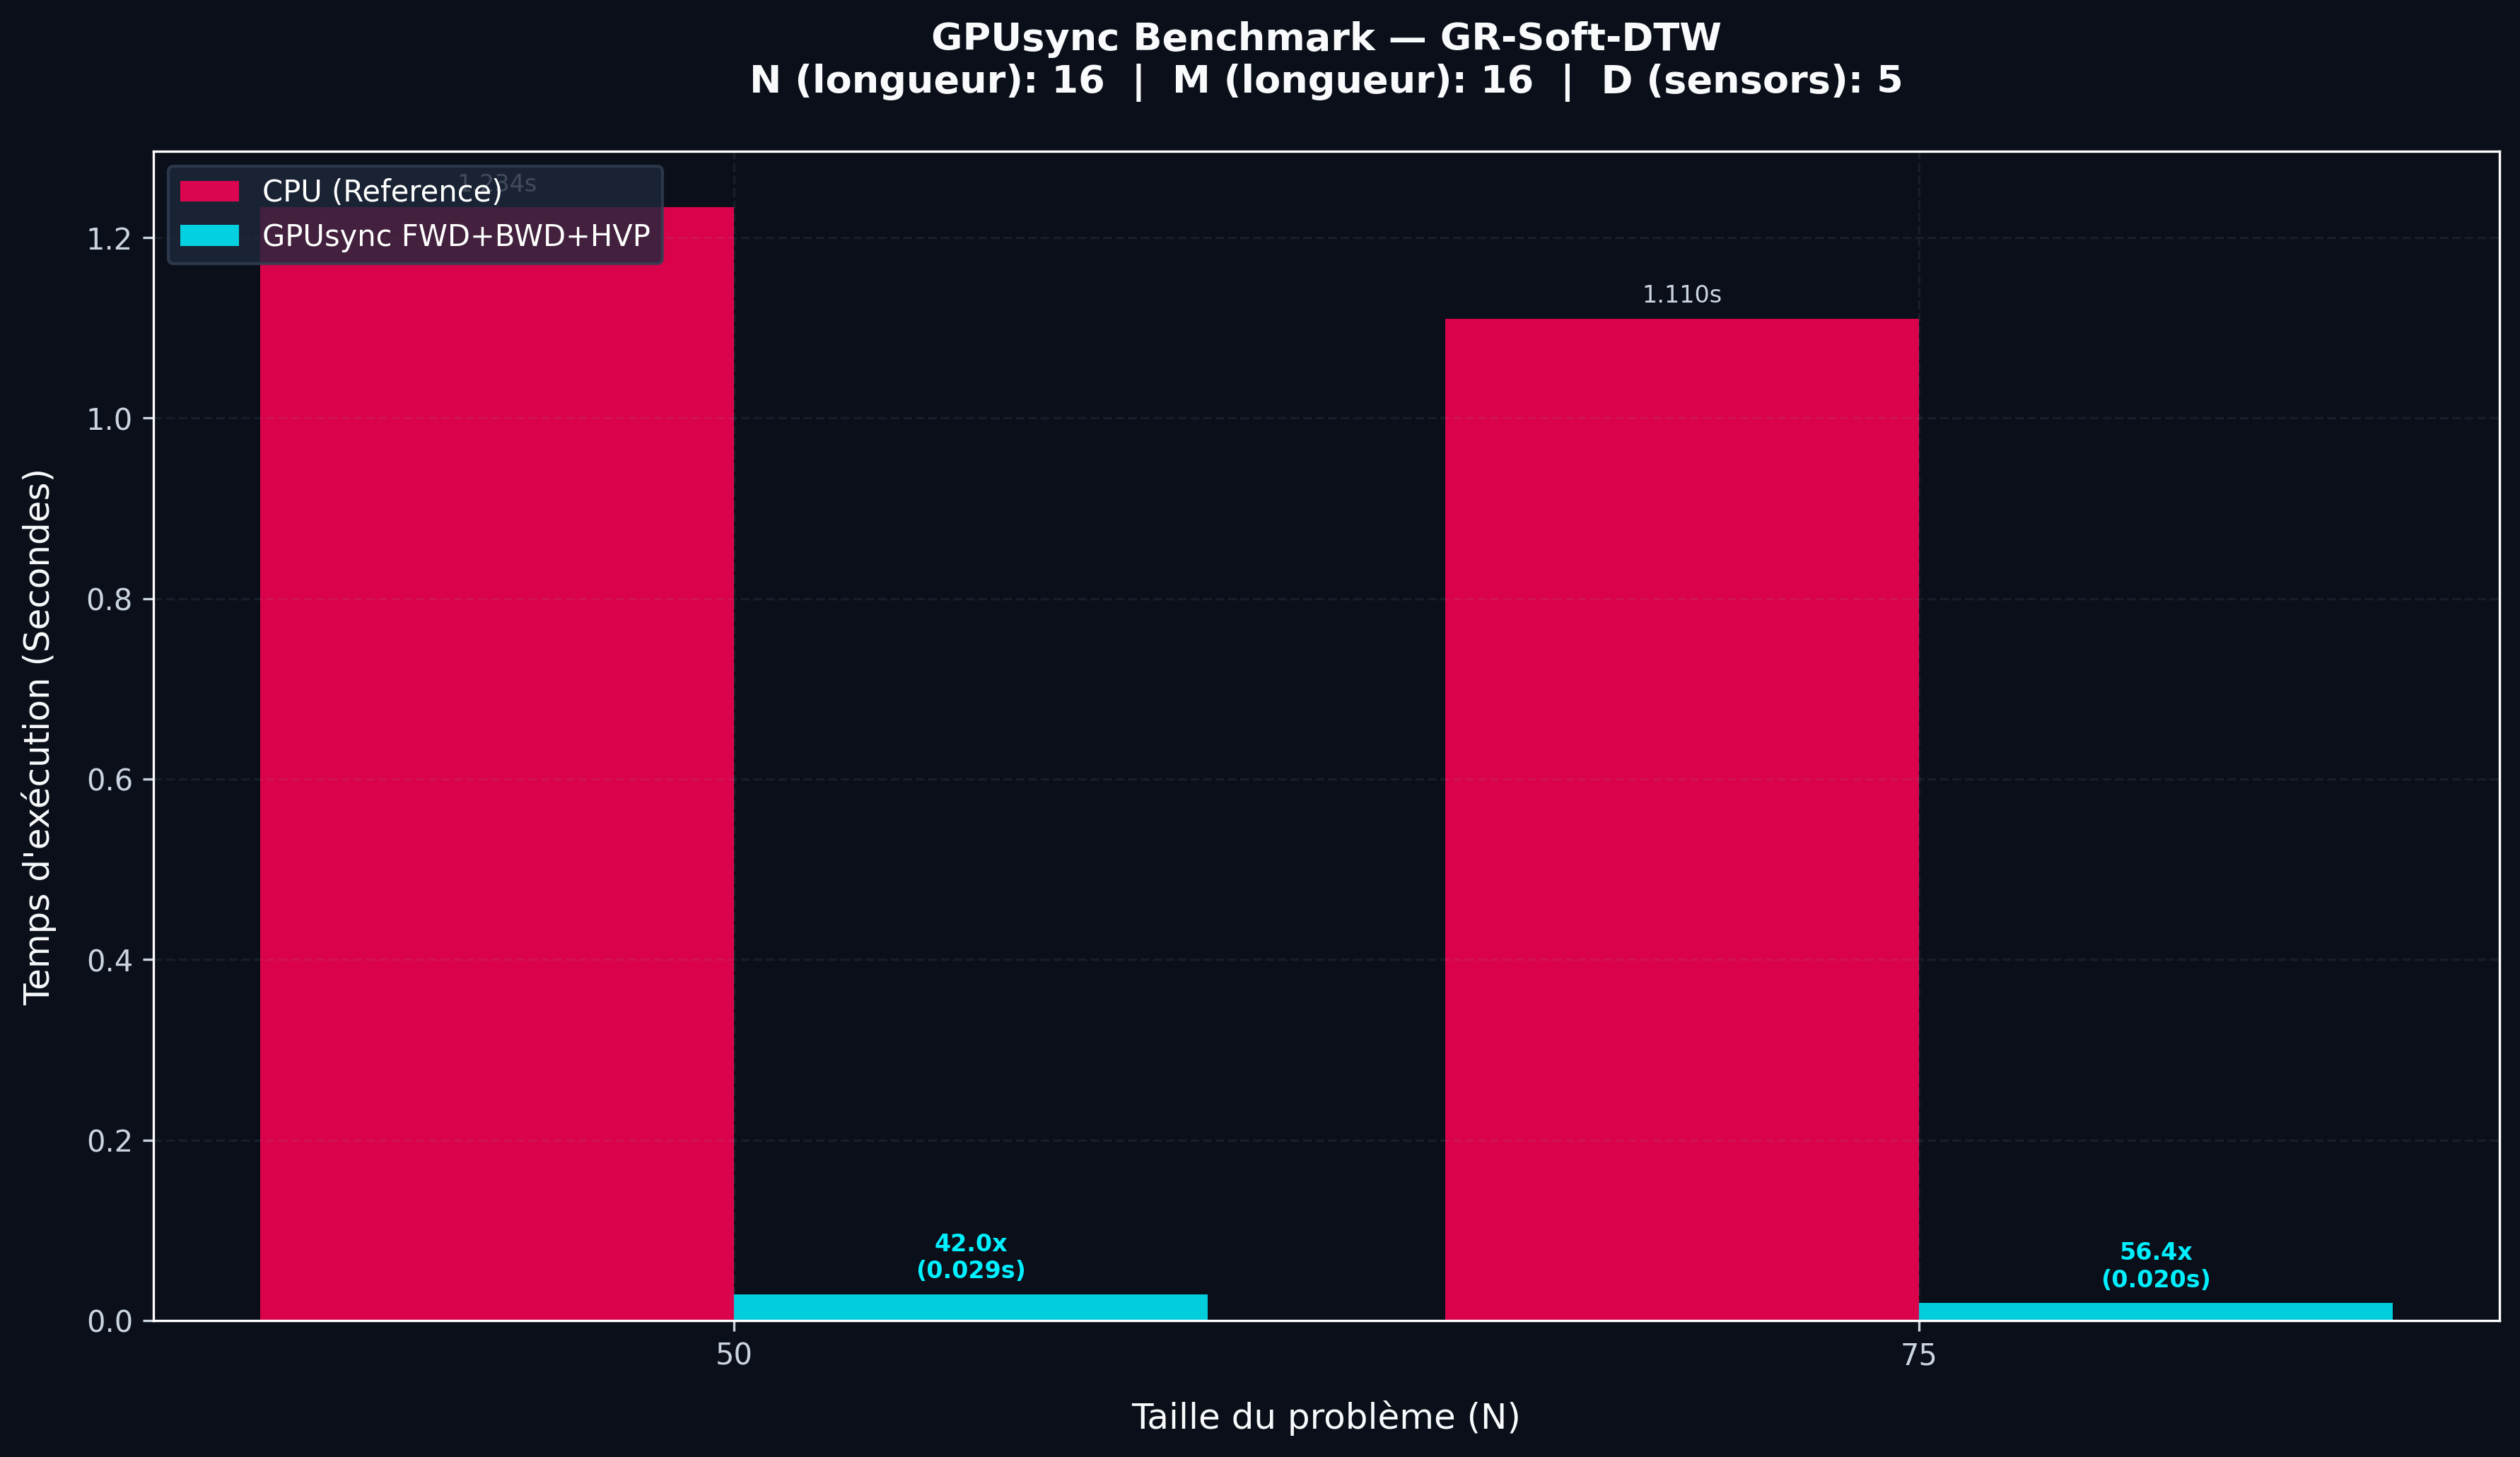 GPUsync Benchmark — GR-Soft-DTW
N (longueur): 16 | M (longueur): 16 | D (sensors): 5
1.234s
CPU (Reference)
GPUsync FWD+BWD+HVP
1.110s
1.2
1.0
0.8
0.6
0.4
0.2
0.0
Temps d'exécution (Secondes)
42.0x
(0.029s)
56.4x
(0.020s)
50
75
Taille du problème (N)